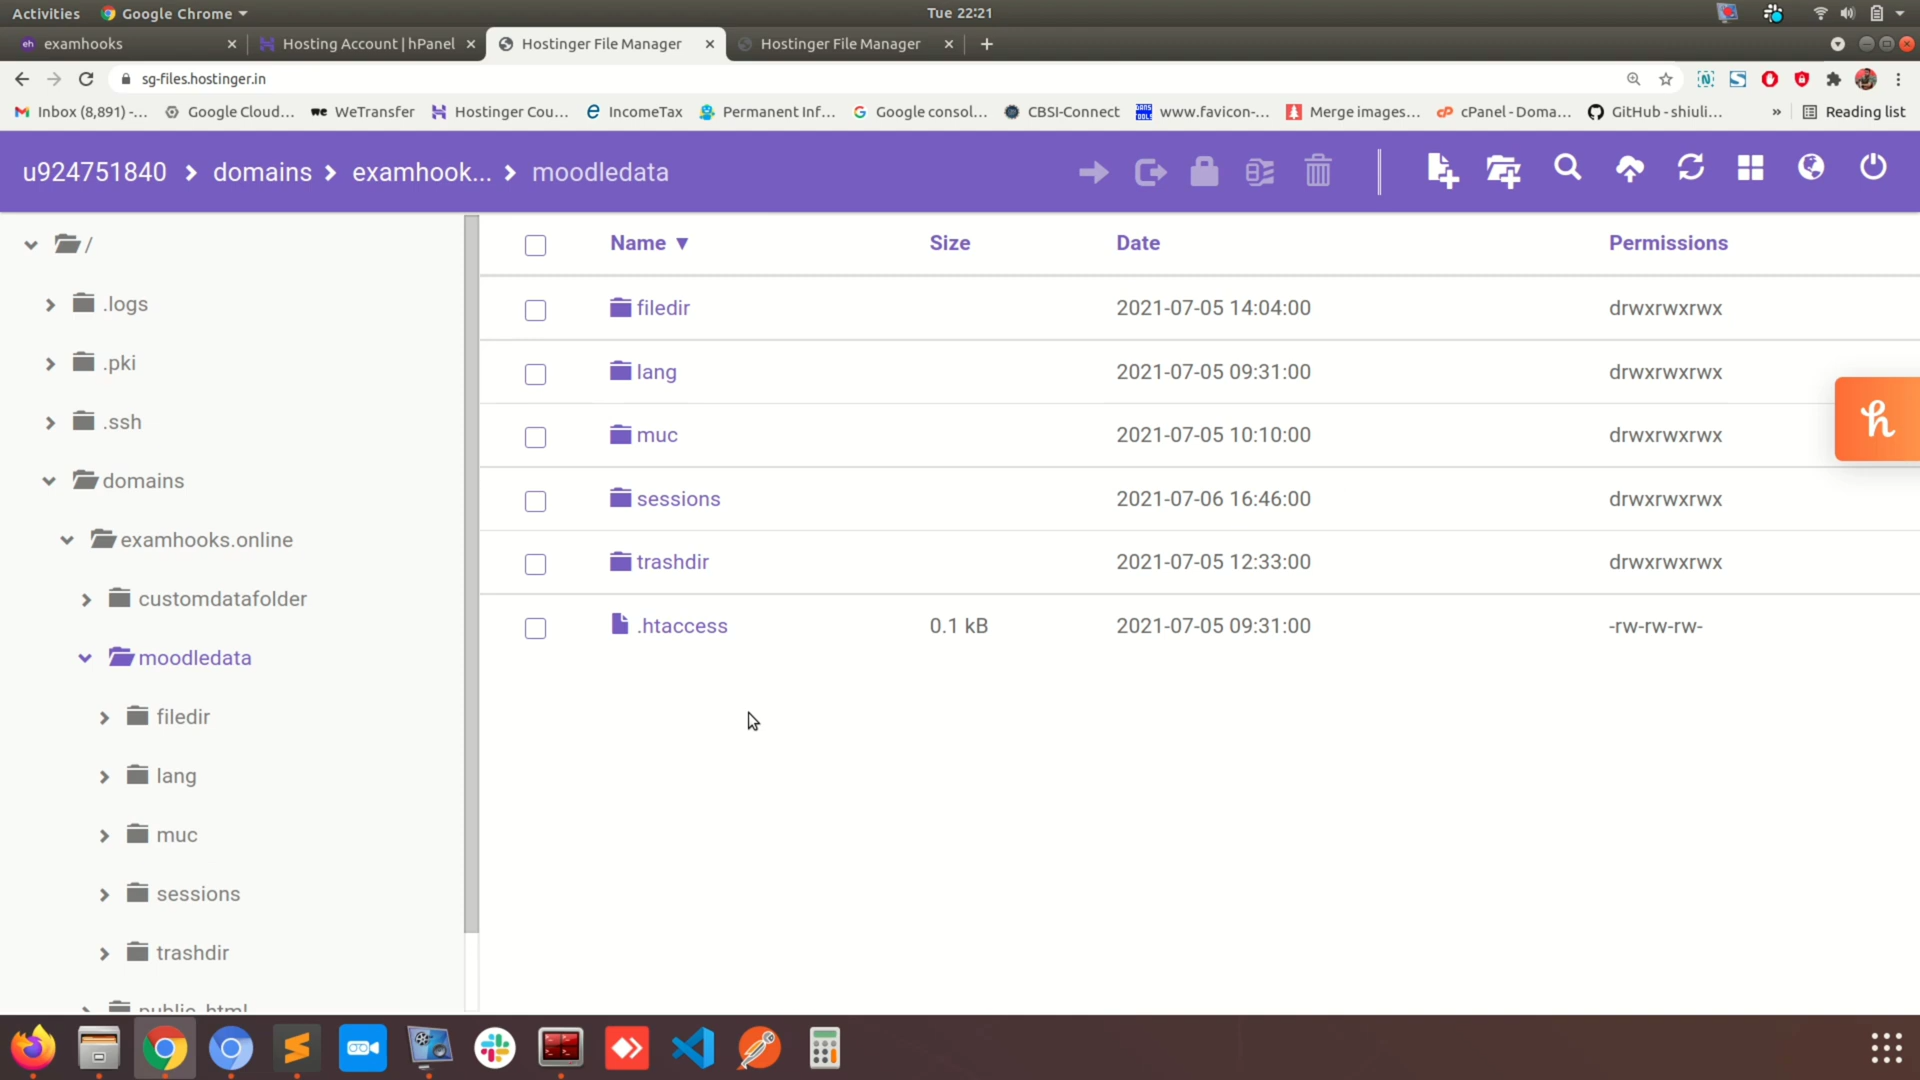 Activities Google Chrome Tue 22:21
eh examhooks Hosting Account | hPanel Hostinger File Manager Hostinger File Manager
sg-files.hostinger.in
Inbox (8,891) -... Google Cloud... we WeTransfer Hostinger Cou... IncomeTax Permanent Inf... Google consol... CBSI-Connect www.favicon-... Merge images... cPanel - Doma... GitHub - shiuli... » Reading list
u924751840 > domains > examhook... > moodledata
/
.logs
.pki
.ssh
domains
examhooks.online
customdatafolder
moodledata
filedir
lang
muc
sessions
trashdir
public_html
Name ▼ Size Date Permissions
filedir 2021-07-05 14:04:00 drwxrwxrwx
lang 2021-07-05 09:31:00 drwxrwxrwx
muc 2021-07-05 10:10:00 drwxrwxrwx
sessions 2021-07-06 16:46:00 drwxrwxrwx
trashdir 2021-07-05 12:33:00 drwxrwxrwx
.htaccess 0.1 kB 2021-07-05 09:31:00 -rw-rw-rw-
h